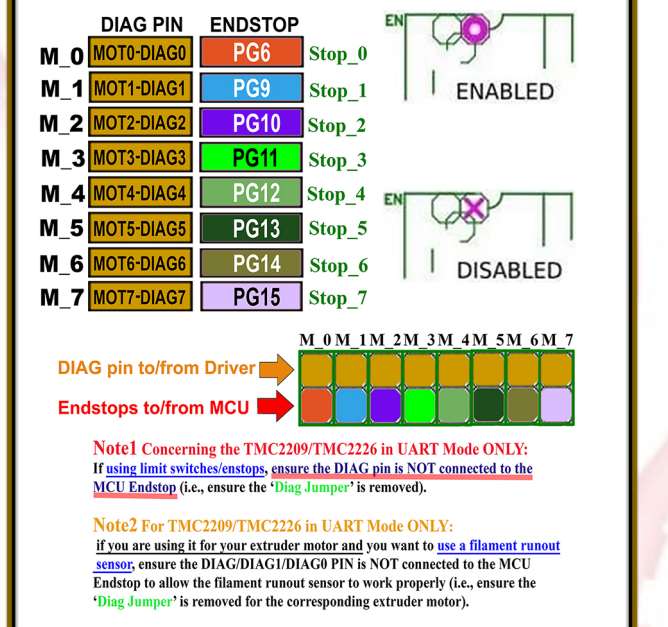 DIAG PIN ENDSTOP
M_0 MOT0-DIAG0 PG6 Stop_0
M_1 MOT1-DIAG1 PG9 Stop_1
M_2 MOT2-DIAG2 PG10 Stop_2
M_3 MOT3-DIAG3 PG11 Stop_3
M_4 MOT4-DIAG4 PG12 Stop_4
M_5 MOT5-DIAG5 PG13 Stop_5
M_6 MOT6-DIAG6 PG14 Stop_6
M_7 MOT7-DIAG7 PG15 Stop_7
EN
ENABLED
EN
DISABLED
M_0 M_1 M_2 M_3 M_4 M_5 M_6 M_7
DIAG pin to/from Driver
Endstops to/from MCU
Note1 Concerning the TMC2209/TMC2226 in UART Mode ONLY:
If using limit switches/enstops, ensure the DIAG pin is NOT connected to the
MCU Endstop (i.e., ensure the ‘Diag Jumper’ is removed).
Note2 For TMC2209/TMC2226 in UART Mode ONLY:
if you are using it for your extruder motor and you want to use a filament runout
sensor, ensure the DIAG/DIAG1/DIAG0 PIN is NOT connected to the MCU
Endstop to allow the filament runout sensor to work properly (i.e., ensure the
‘Diag Jumper’ is removed for the corresponding extruder motor).